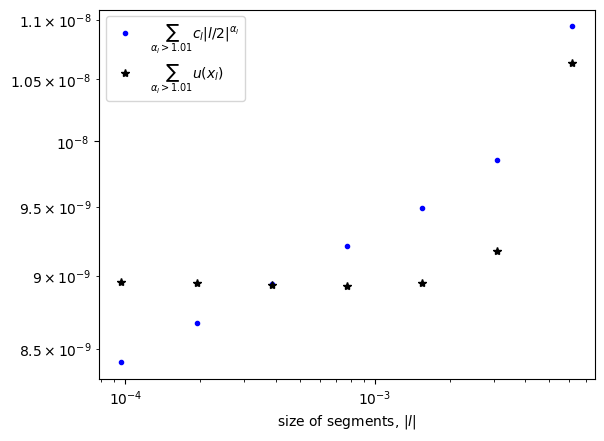 1.1 × 10⁻⁸
1.05 × 10⁻⁸
10⁻⁸
9.5 × 10⁻⁹
9 × 10⁻⁹
8.5 × 10⁻⁹
∑_{α_l>1.01} c_l|l/2|^{α_l}
∑_{α_l>1.01} u(x_l)
10⁻⁴
10⁻³
size of segments, |l|